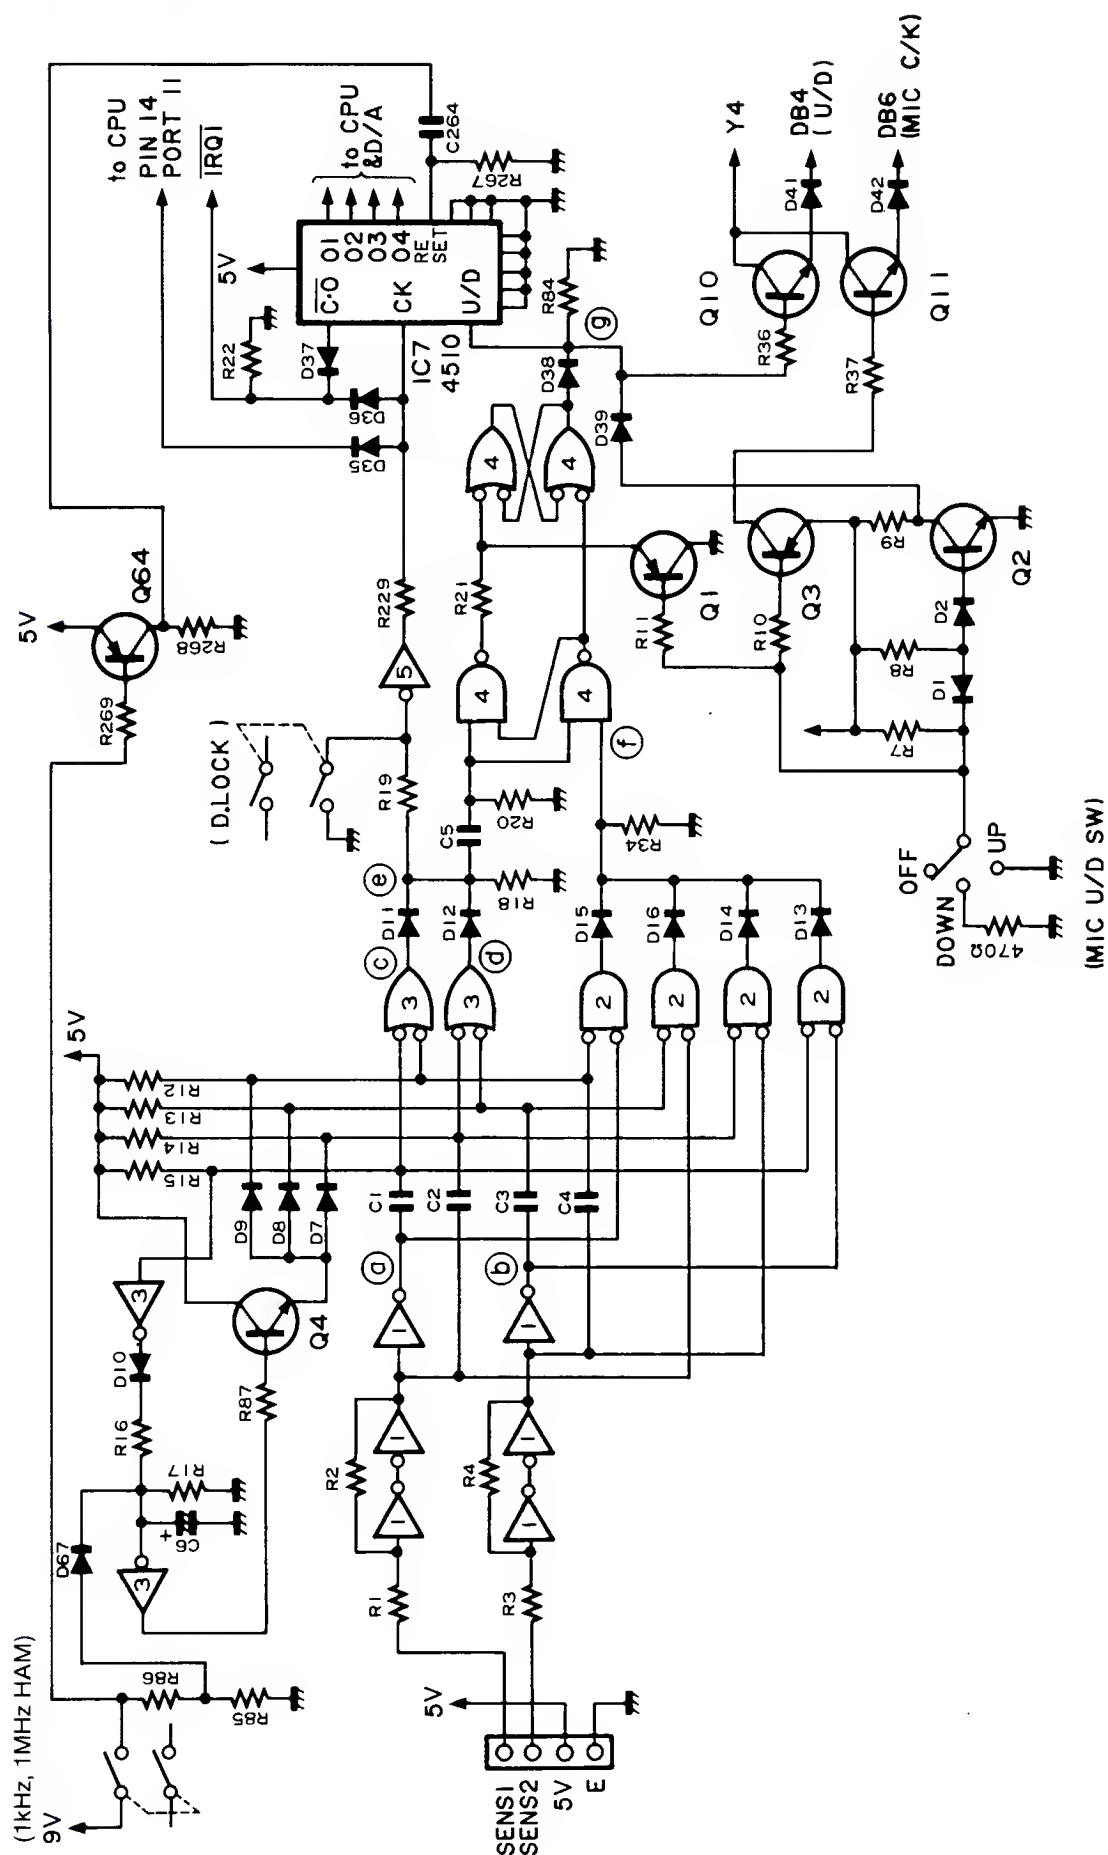 (1kHz, 1MHz HAM)
9V
R86
R85
D67
C6
+
R17
R16
D10
3
3
R87
Q4
D9
D8
D7
R15
R14
R13
R12
5V
R269
5V
Q64
R268
to CPU
PIN 14
PORT 11
IRQ1
(D.LOCK)
R19
5
R229
D35
D36
R22
D37
5V
C·O
O1
O2
O3
O4
RE
SET
CK
U/D
IC7
4510
to CPU
&D/A
C264
R267
R84
g
SENS1
SENS2
5V
E
5V
R1
R2
R3
R4
1
1
1
1
1
1
a
b
C1
C2
C3
C4
3
3
c
d
D11
D12
e
R18
C5
R20
4
4
R21
4
4
D38
D39
2
2
2
2
D15
D16
D14
D13
R34
f
R11
Q1
R10
Q3
R9
R8
R7
D1
D2
Q2
R36
R37
Q10
Q11
D41
D42
Y4
DB4
(U/D)
DB6
(MIC C/K)
OFF
DOWN
UP
470Ω
(MIC U/D SW)